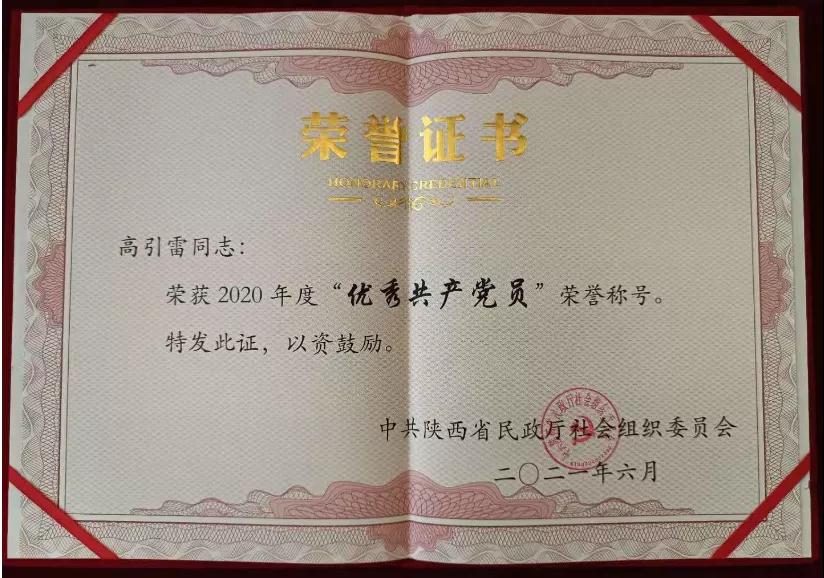 荣誉证书
HONORARY CREDENTIAL
高引雷同志：
荣获2020年度“优秀共产党员”荣誉称号。
特发此证，以资鼓励。
中共陕西省民政厅社会组织委员会
二〇二一年六月